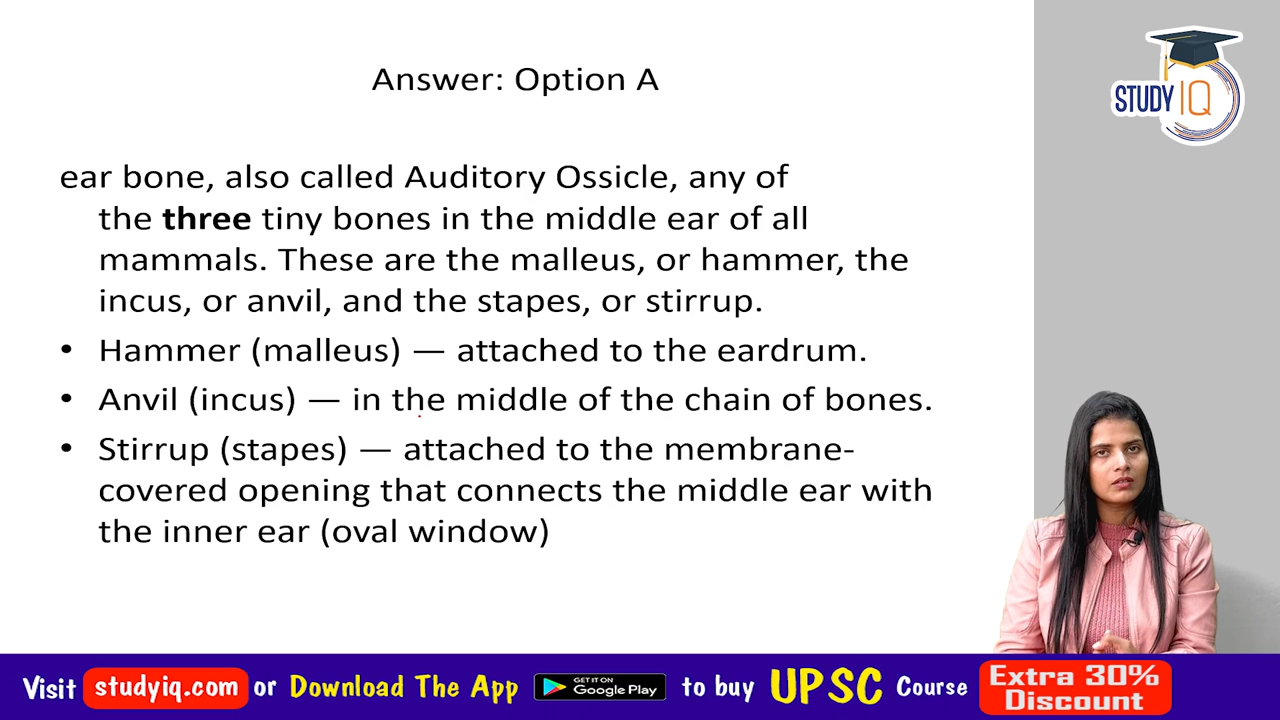 Answer: Option A
STUDY IQ
ear bone, also called Auditory Ossicle, any of
the three tiny bones in the middle ear of all
mammals. These are the malleus, or hammer, the
incus, or anvil, and the stapes, or stirrup.
• Hammer (malleus) — attached to the eardrum.
• Anvil (incus) — in the middle of the chain of bones.
• Stirrup (stapes) — attached to the membrane-
covered opening that connects the middle ear with
the inner ear (oval window)
Visit studyiq.com or Download The App GET IT ON Google Play to buy UPSC Course Extra 30% Discount